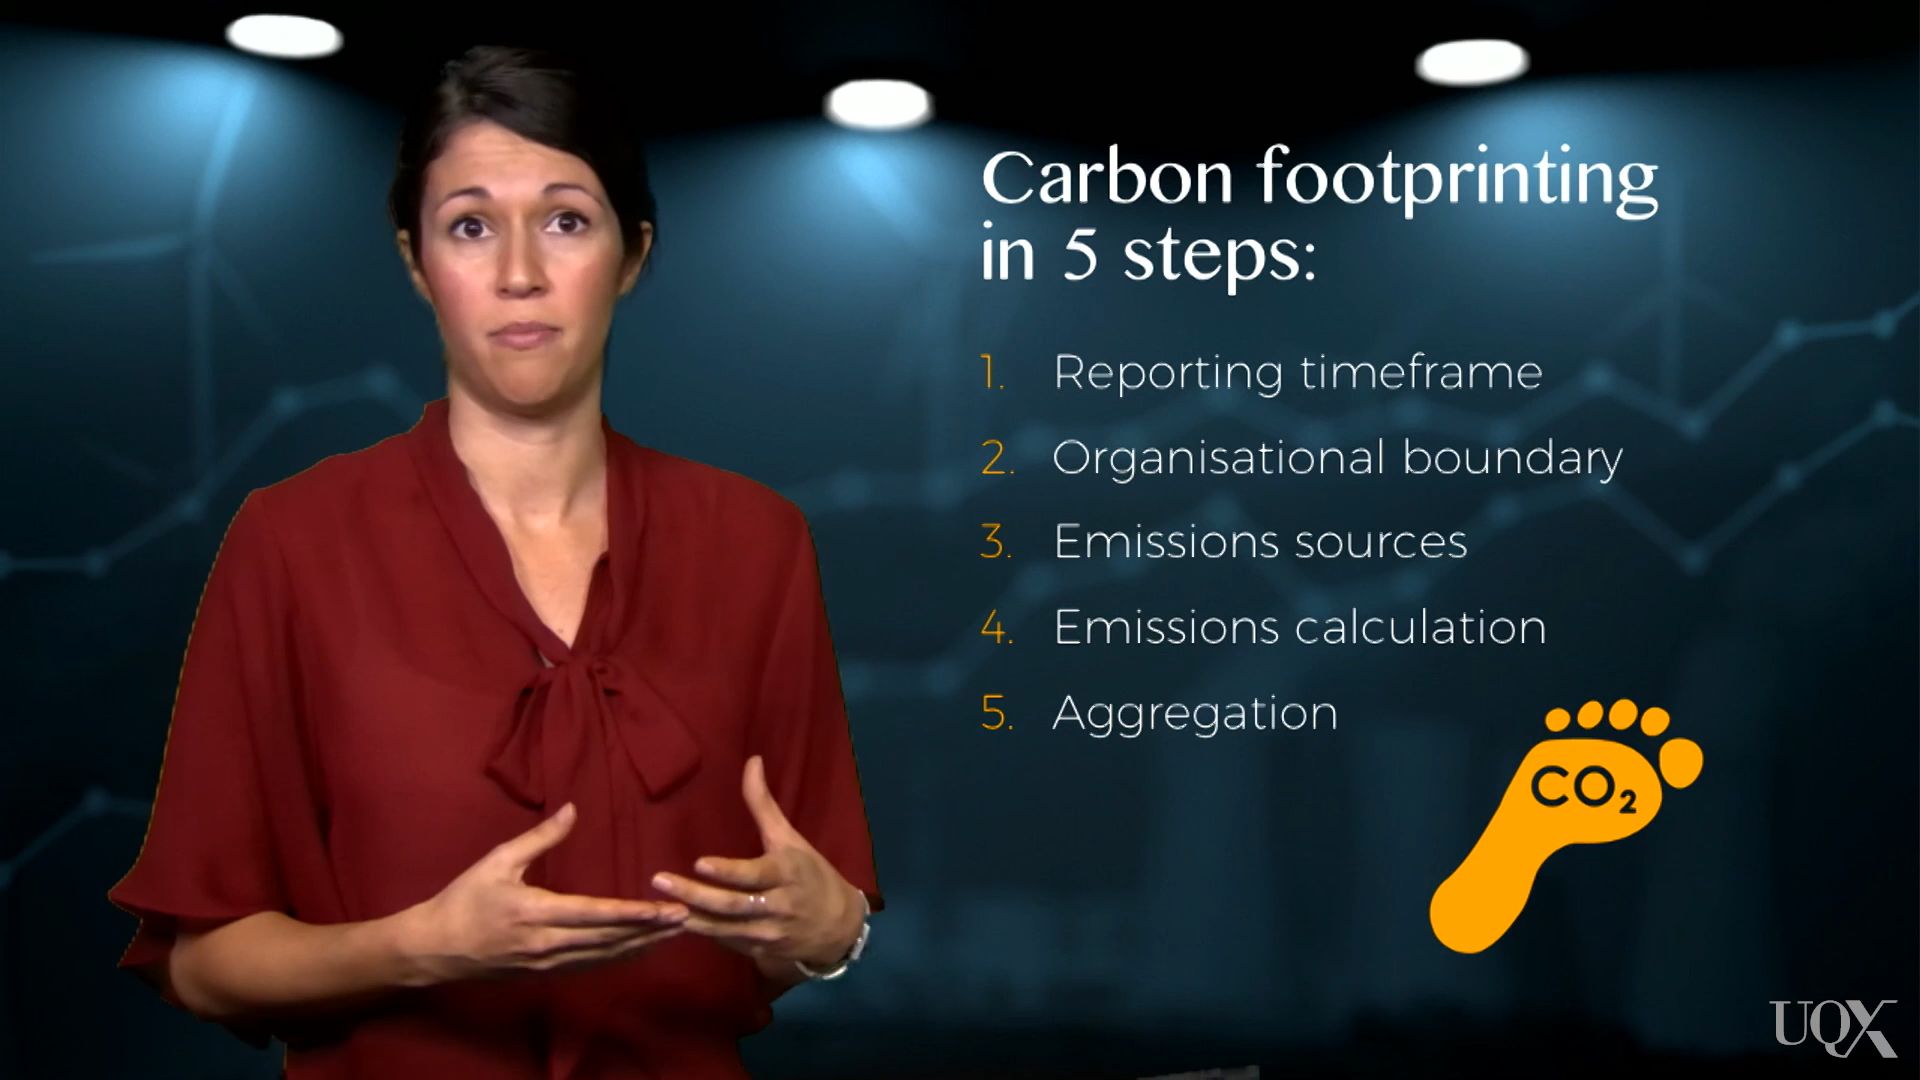 Carbon footprinting
in 5 steps:
1. Reporting timeframe
2. Organisational boundary
3. Emissions sources
4. Emissions calculation
5. Aggregation
CO₂
UQX